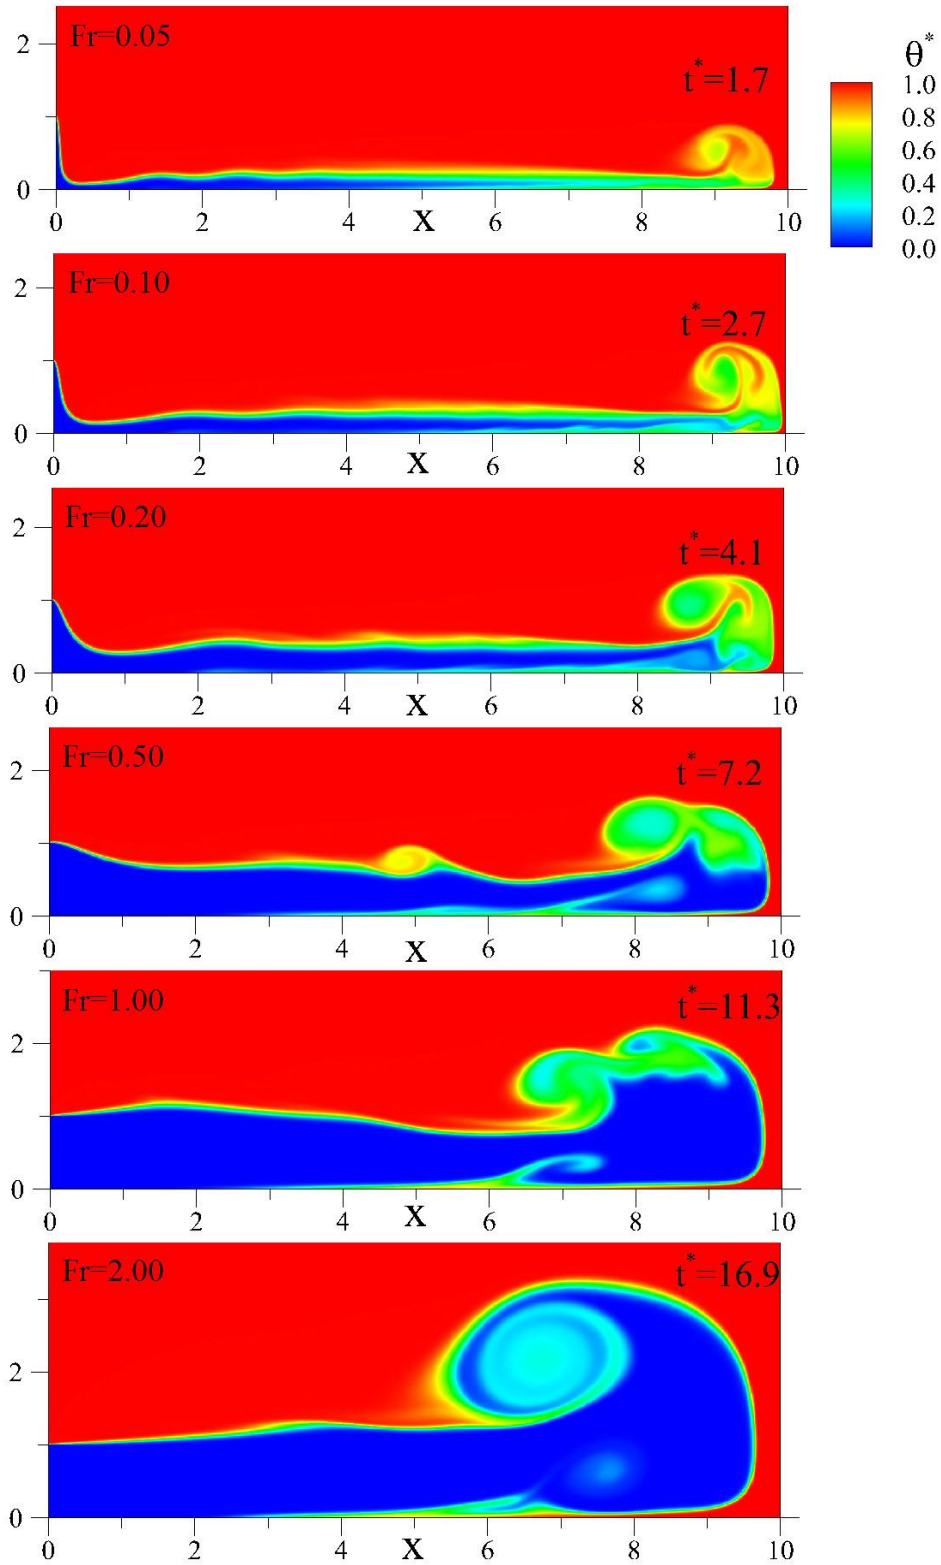 Fr=0.05
t*=1.7
2
0
0 2 4 X 6 8 10
θ*
1.0
0.8
0.6
0.4
0.2
0.0
Fr=0.10
t*=2.7
2
0
0 2 4 X 6 8 10
Fr=0.20
t*=4.1
2
0
0 2 4 X 6 8 10
Fr=0.50
t*=7.2
2
0
0 2 4 X 6 8 10
Fr=1.00
t*=11.3
2
0
0 2 4 X 6 8 10
Fr=2.00
t*=16.9
2
0
0 2 4 X 6 8 10